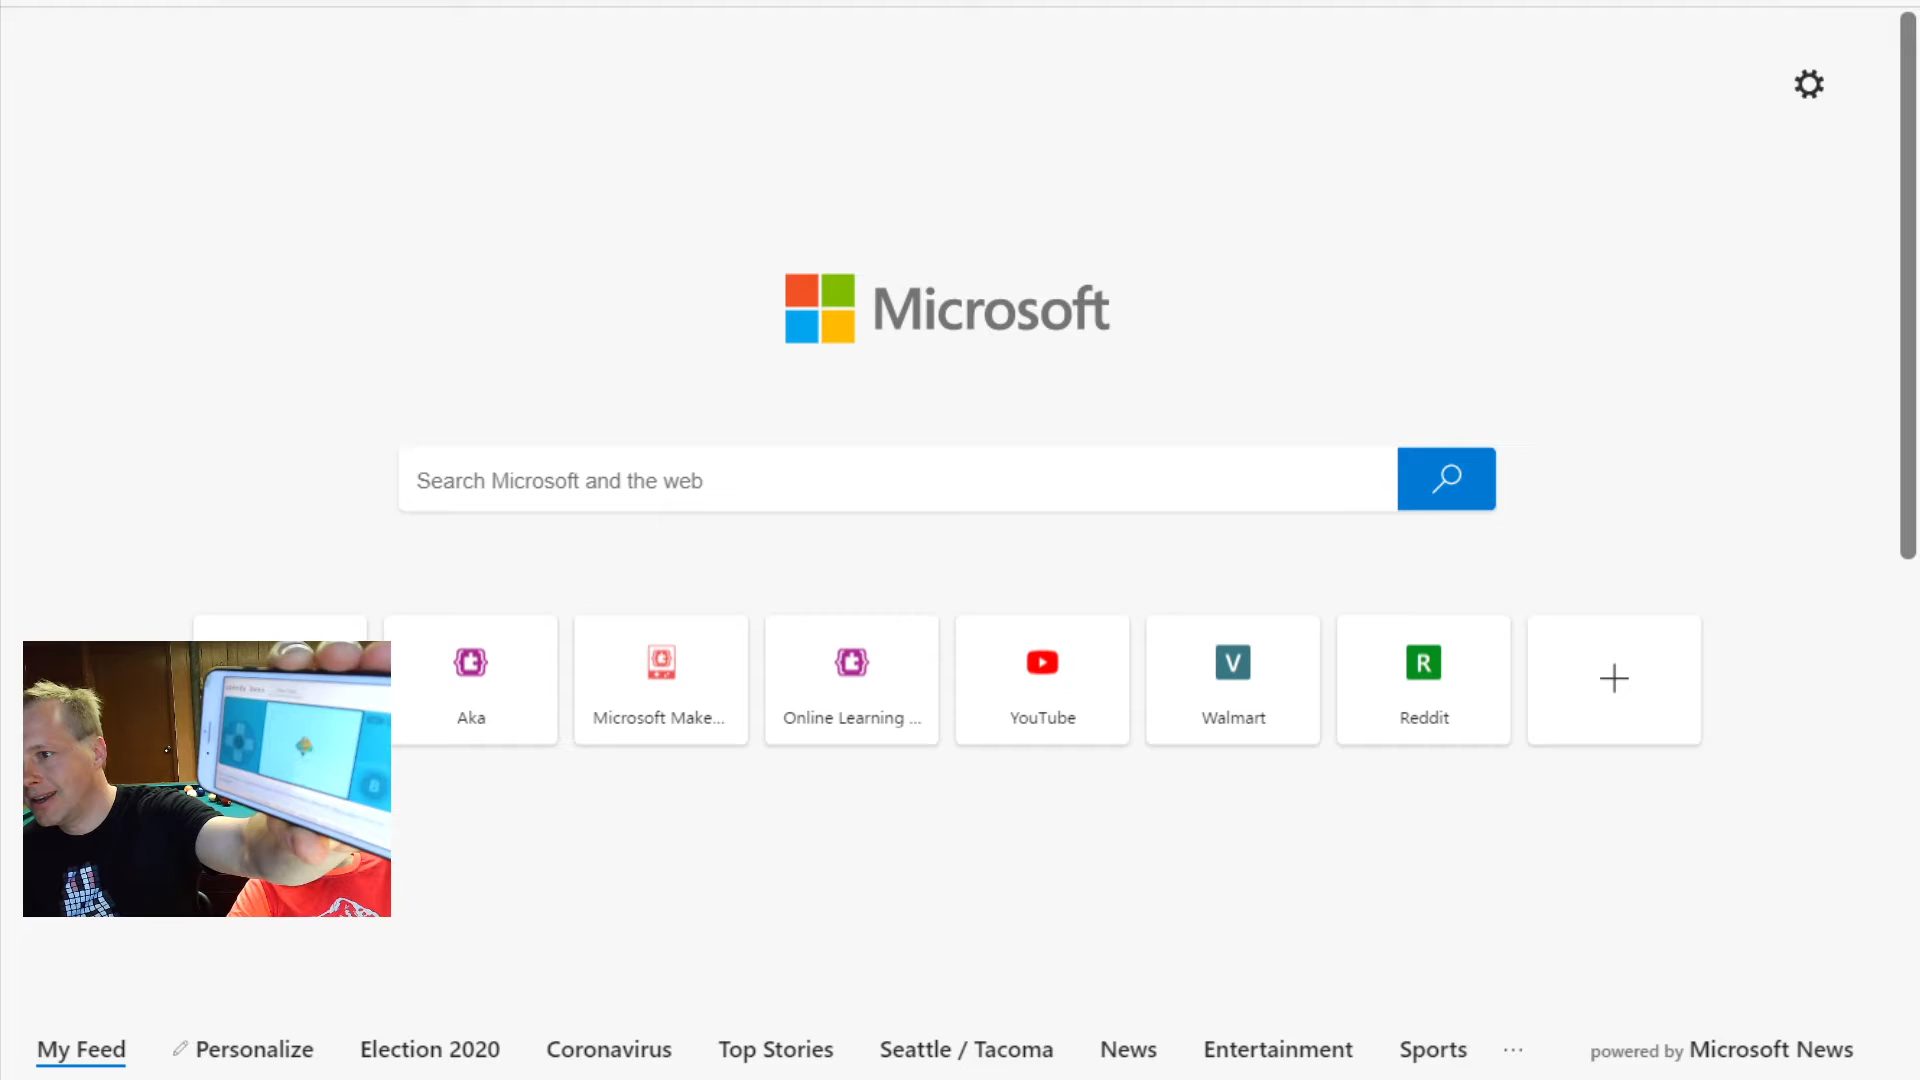 Microsoft
Search Microsoft and the web
Aka
Microsoft Make...
Online Learning ...
YouTube
V
Walmart
R
Reddit
B
My Feed
Personalize
Election 2020
Coronavirus
Top Stories
Seattle / Tacoma
News
Entertainment
Sports
...
powered by Microsoft News